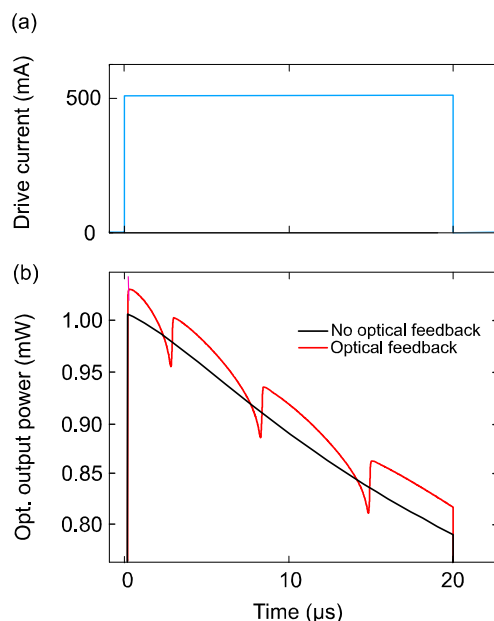 (a)
Drive current (mA)
500
0
(b)
Opt. output power (mW)
1.00
0.95
0.90
0.85
0.80
No optical feedback
Optical feedback
0
10
20
Time (µs)